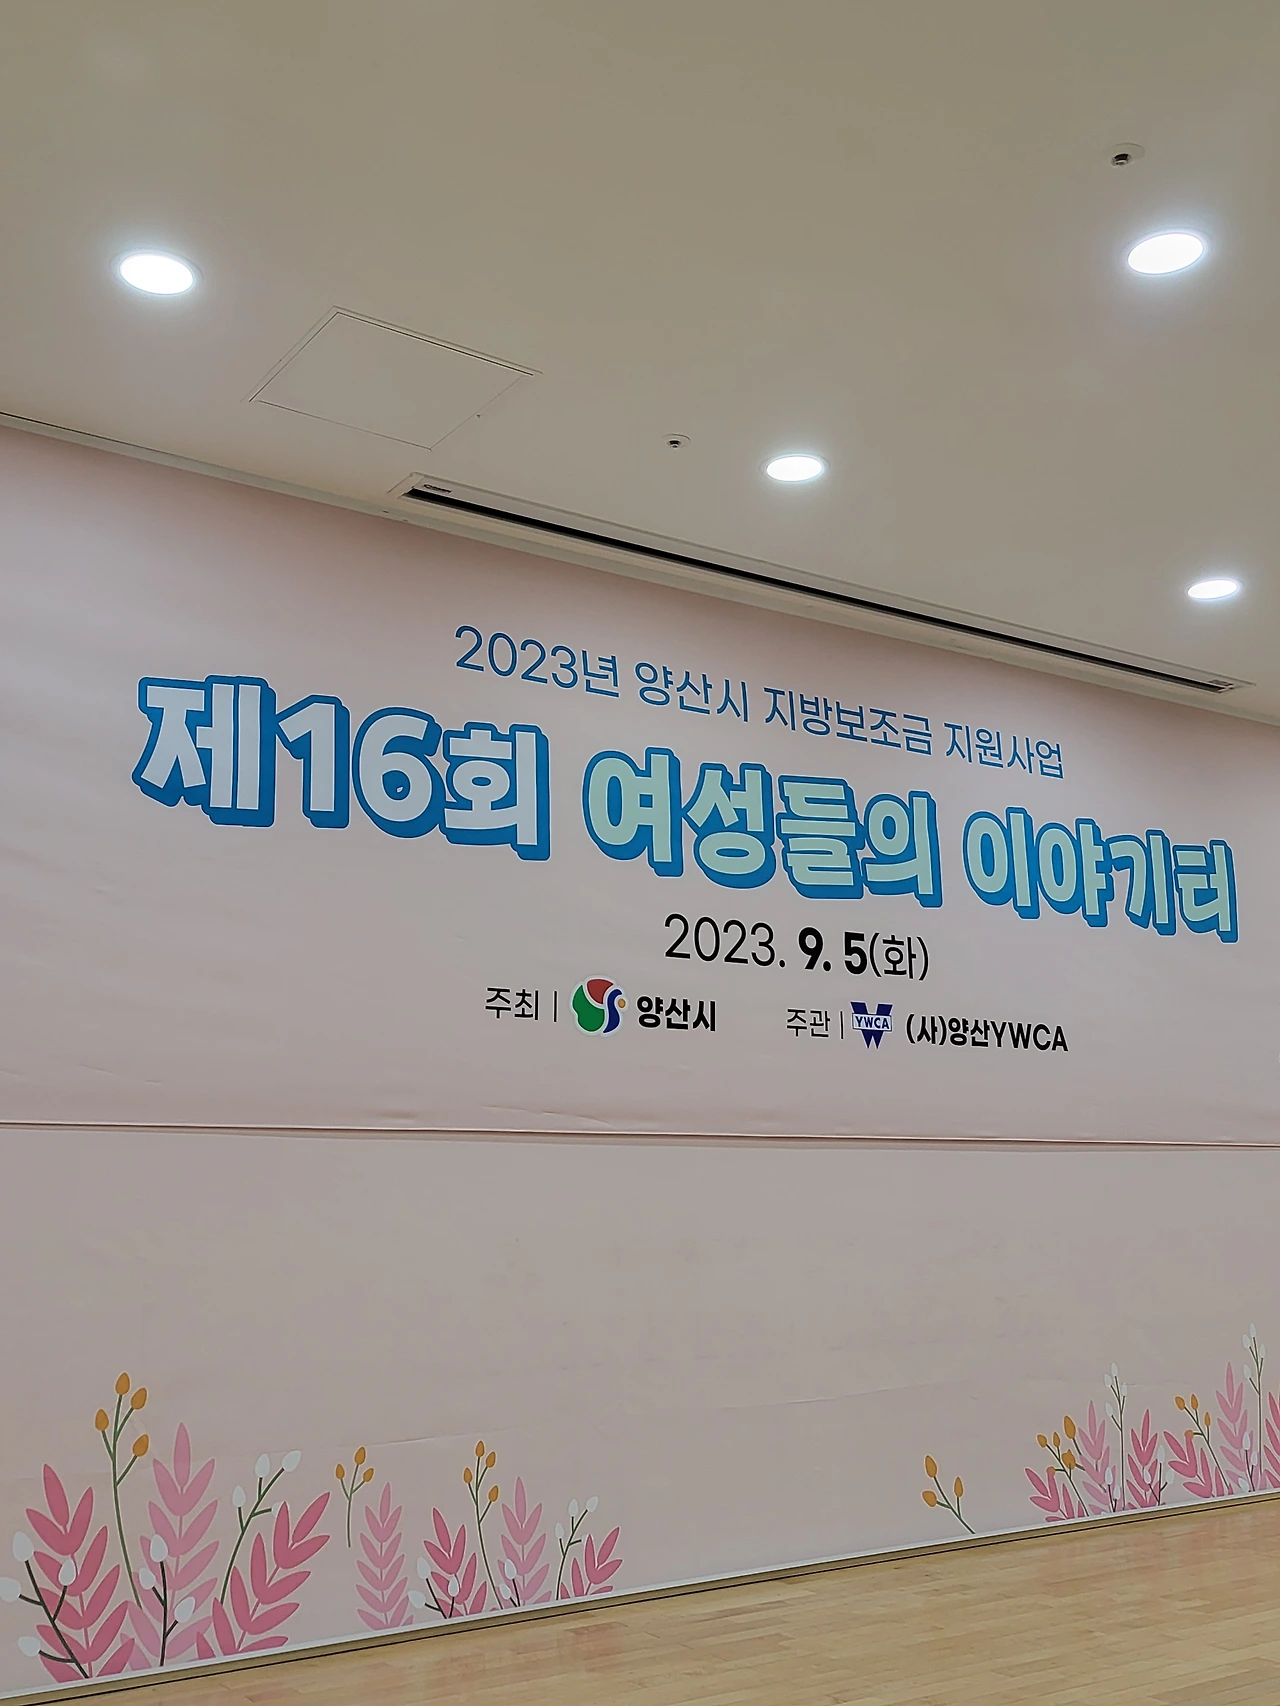 2023년 양산시 지방보조금 지원사업
제16회 여성들의 이야기터
2023. 9. 5(화)
주최 | 양산시 주관 | YWCA (사)양산YWCA